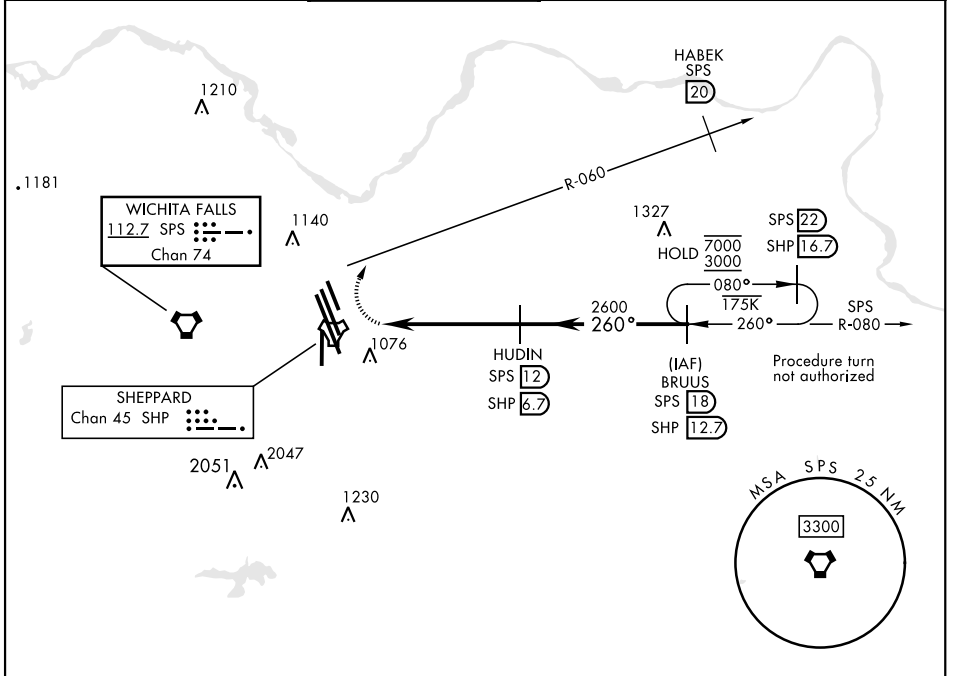 HABEK
SPS
20
1210
R-060
.1181
WICHITA FALLS
112.7 SPS
Chan 74
1140
1327
HOLD 7000
3000
SPS 22
SHP 16.7
080°
175K
260°
SPS
R-080
2600
260°
1076
HUDIN
SPS 12
SHP 6.7
(IAF)
BRUUS
SPS 18
SHP 12.7
Procedure turn
not authorized
SHEPPARD
Chan 45 SHP
2051
2047
1230
MSA SPS 25 NM
3300